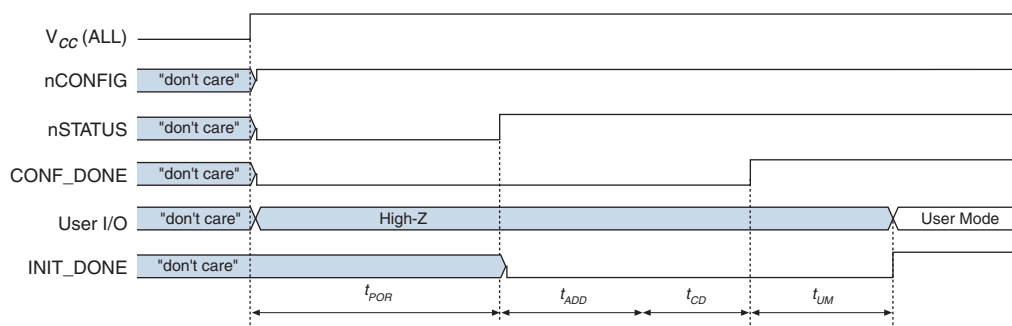 VCC (ALL)
nCONFIG "don't care"
nSTATUS "don't care"
CONF_DONE "don't care"
User I/O "don't care" High-Z User Mode
INIT_DONE "don't care"
tPOR tADD tCD tUM